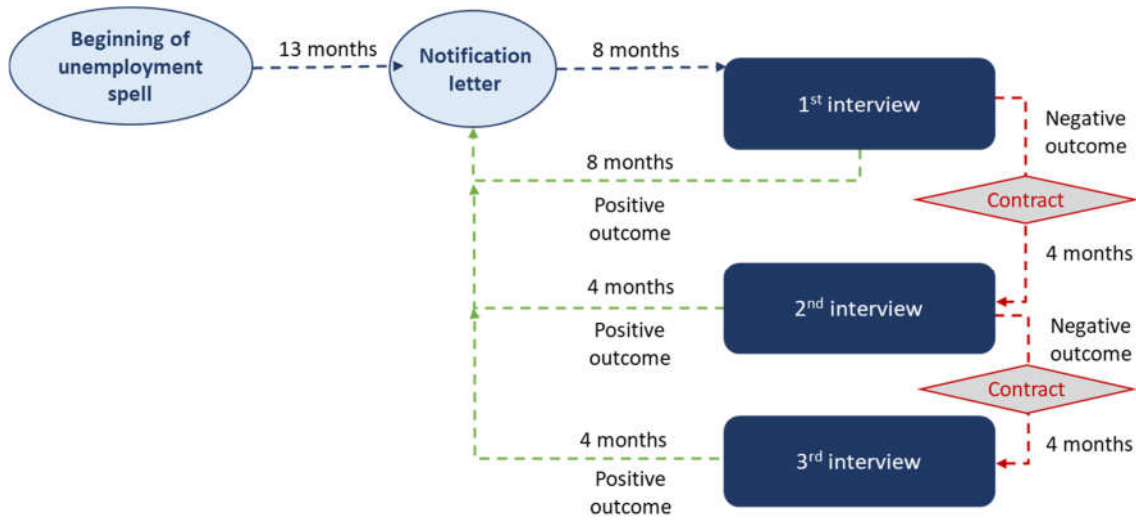 Beginning of
unemployment
spell
13 months
Notification
letter
8 months
1st interview
Negative
outcome
8 months
Positive
outcome
Contract
4 months
4 months
2nd interview
Positive
outcome
Negative
outcome
Contract
4 months
3rd interview
4 months
Positive
outcome